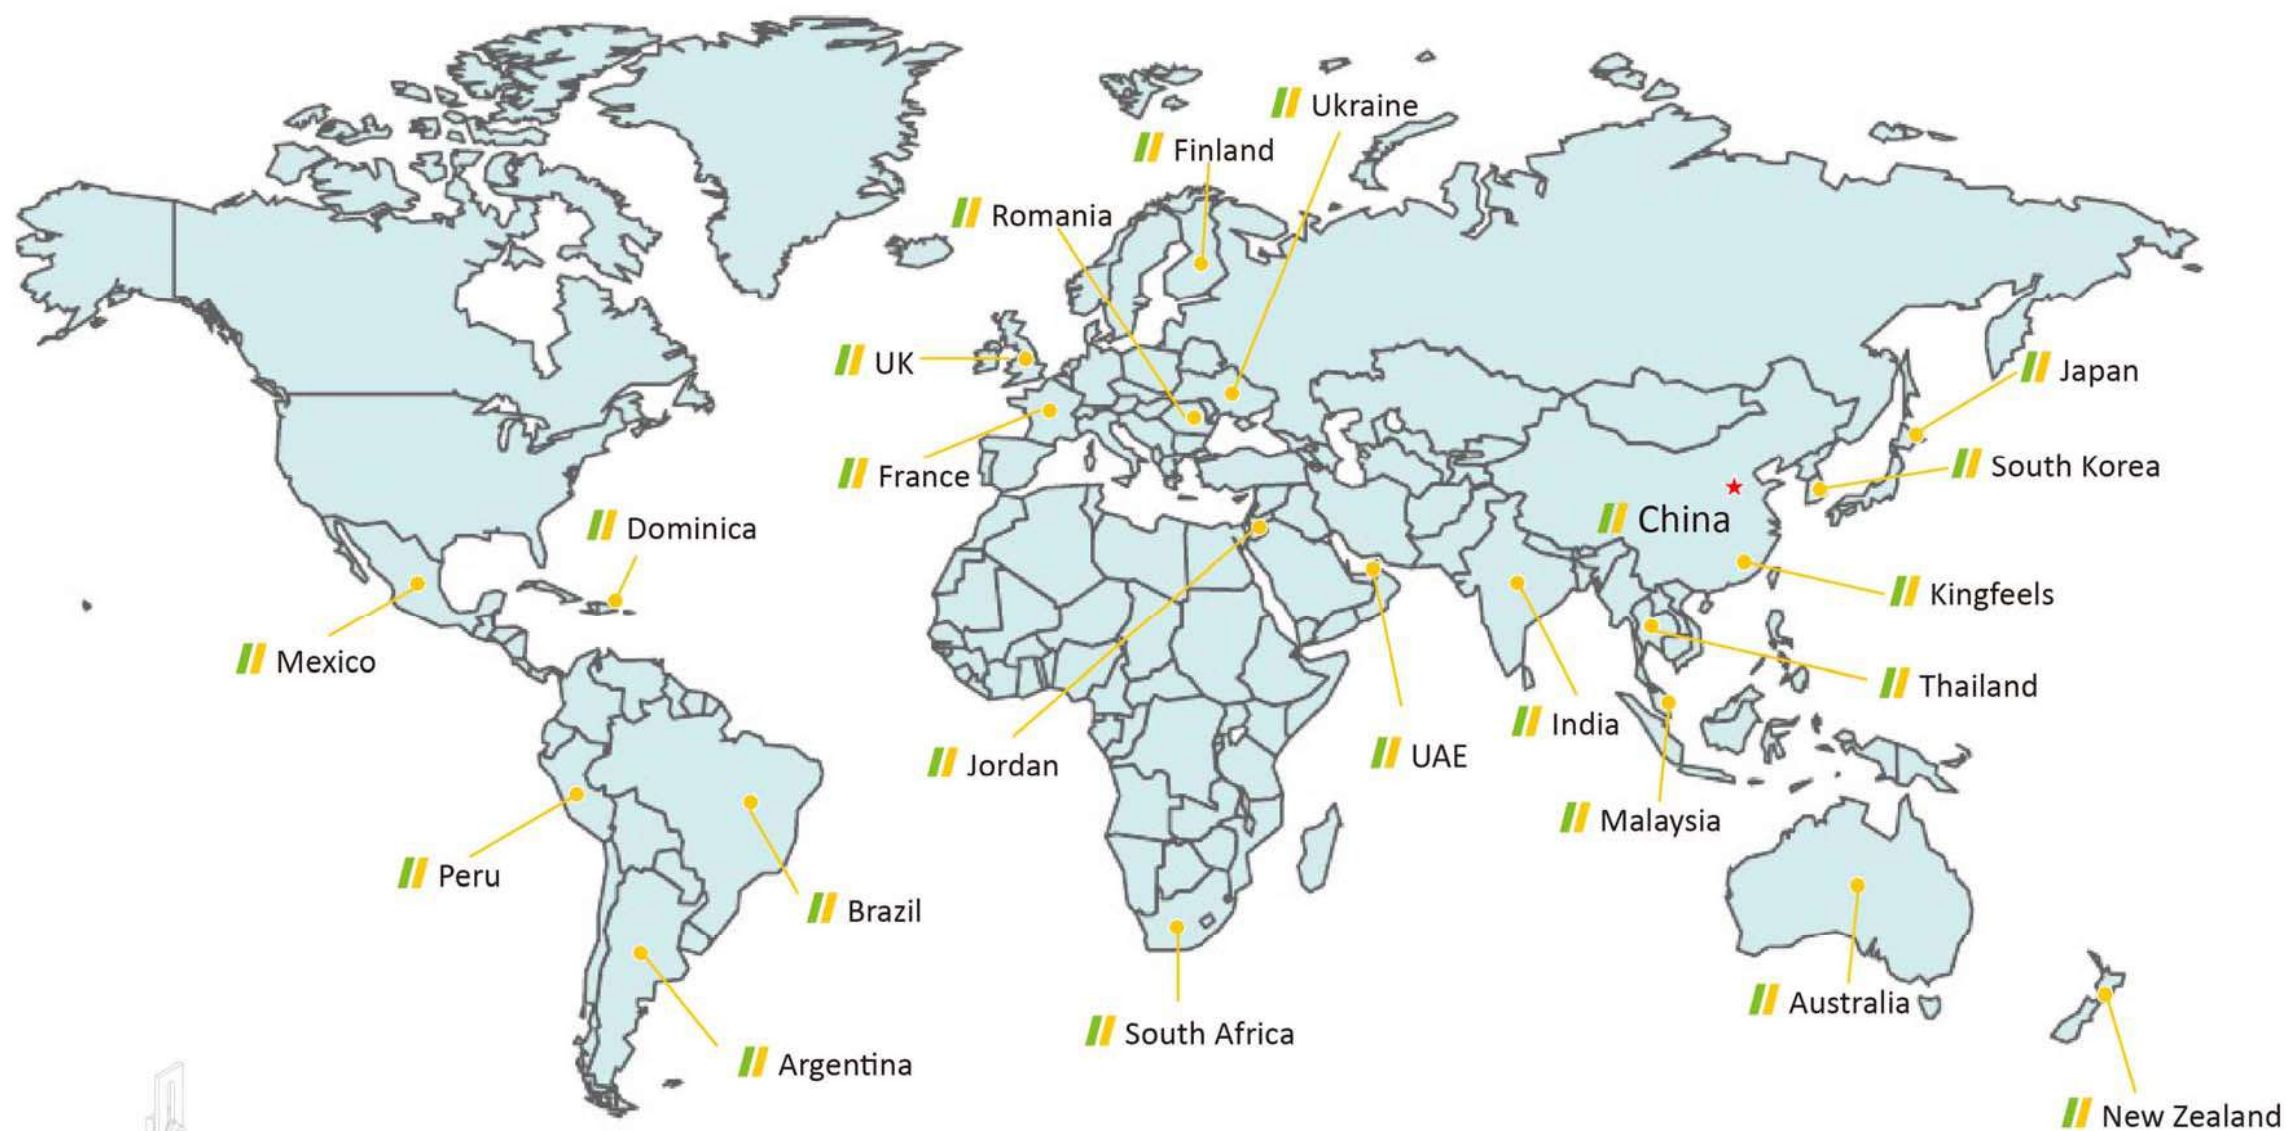 Ukraine
Finland
Romania
UK
Japan
France
South Korea
China
Dominica
Kingfeels
Mexico
Thailand
India
Jordan
UAE
Malaysia
Peru
Brazil
Australia
South Africa
Argentina
New Zealand